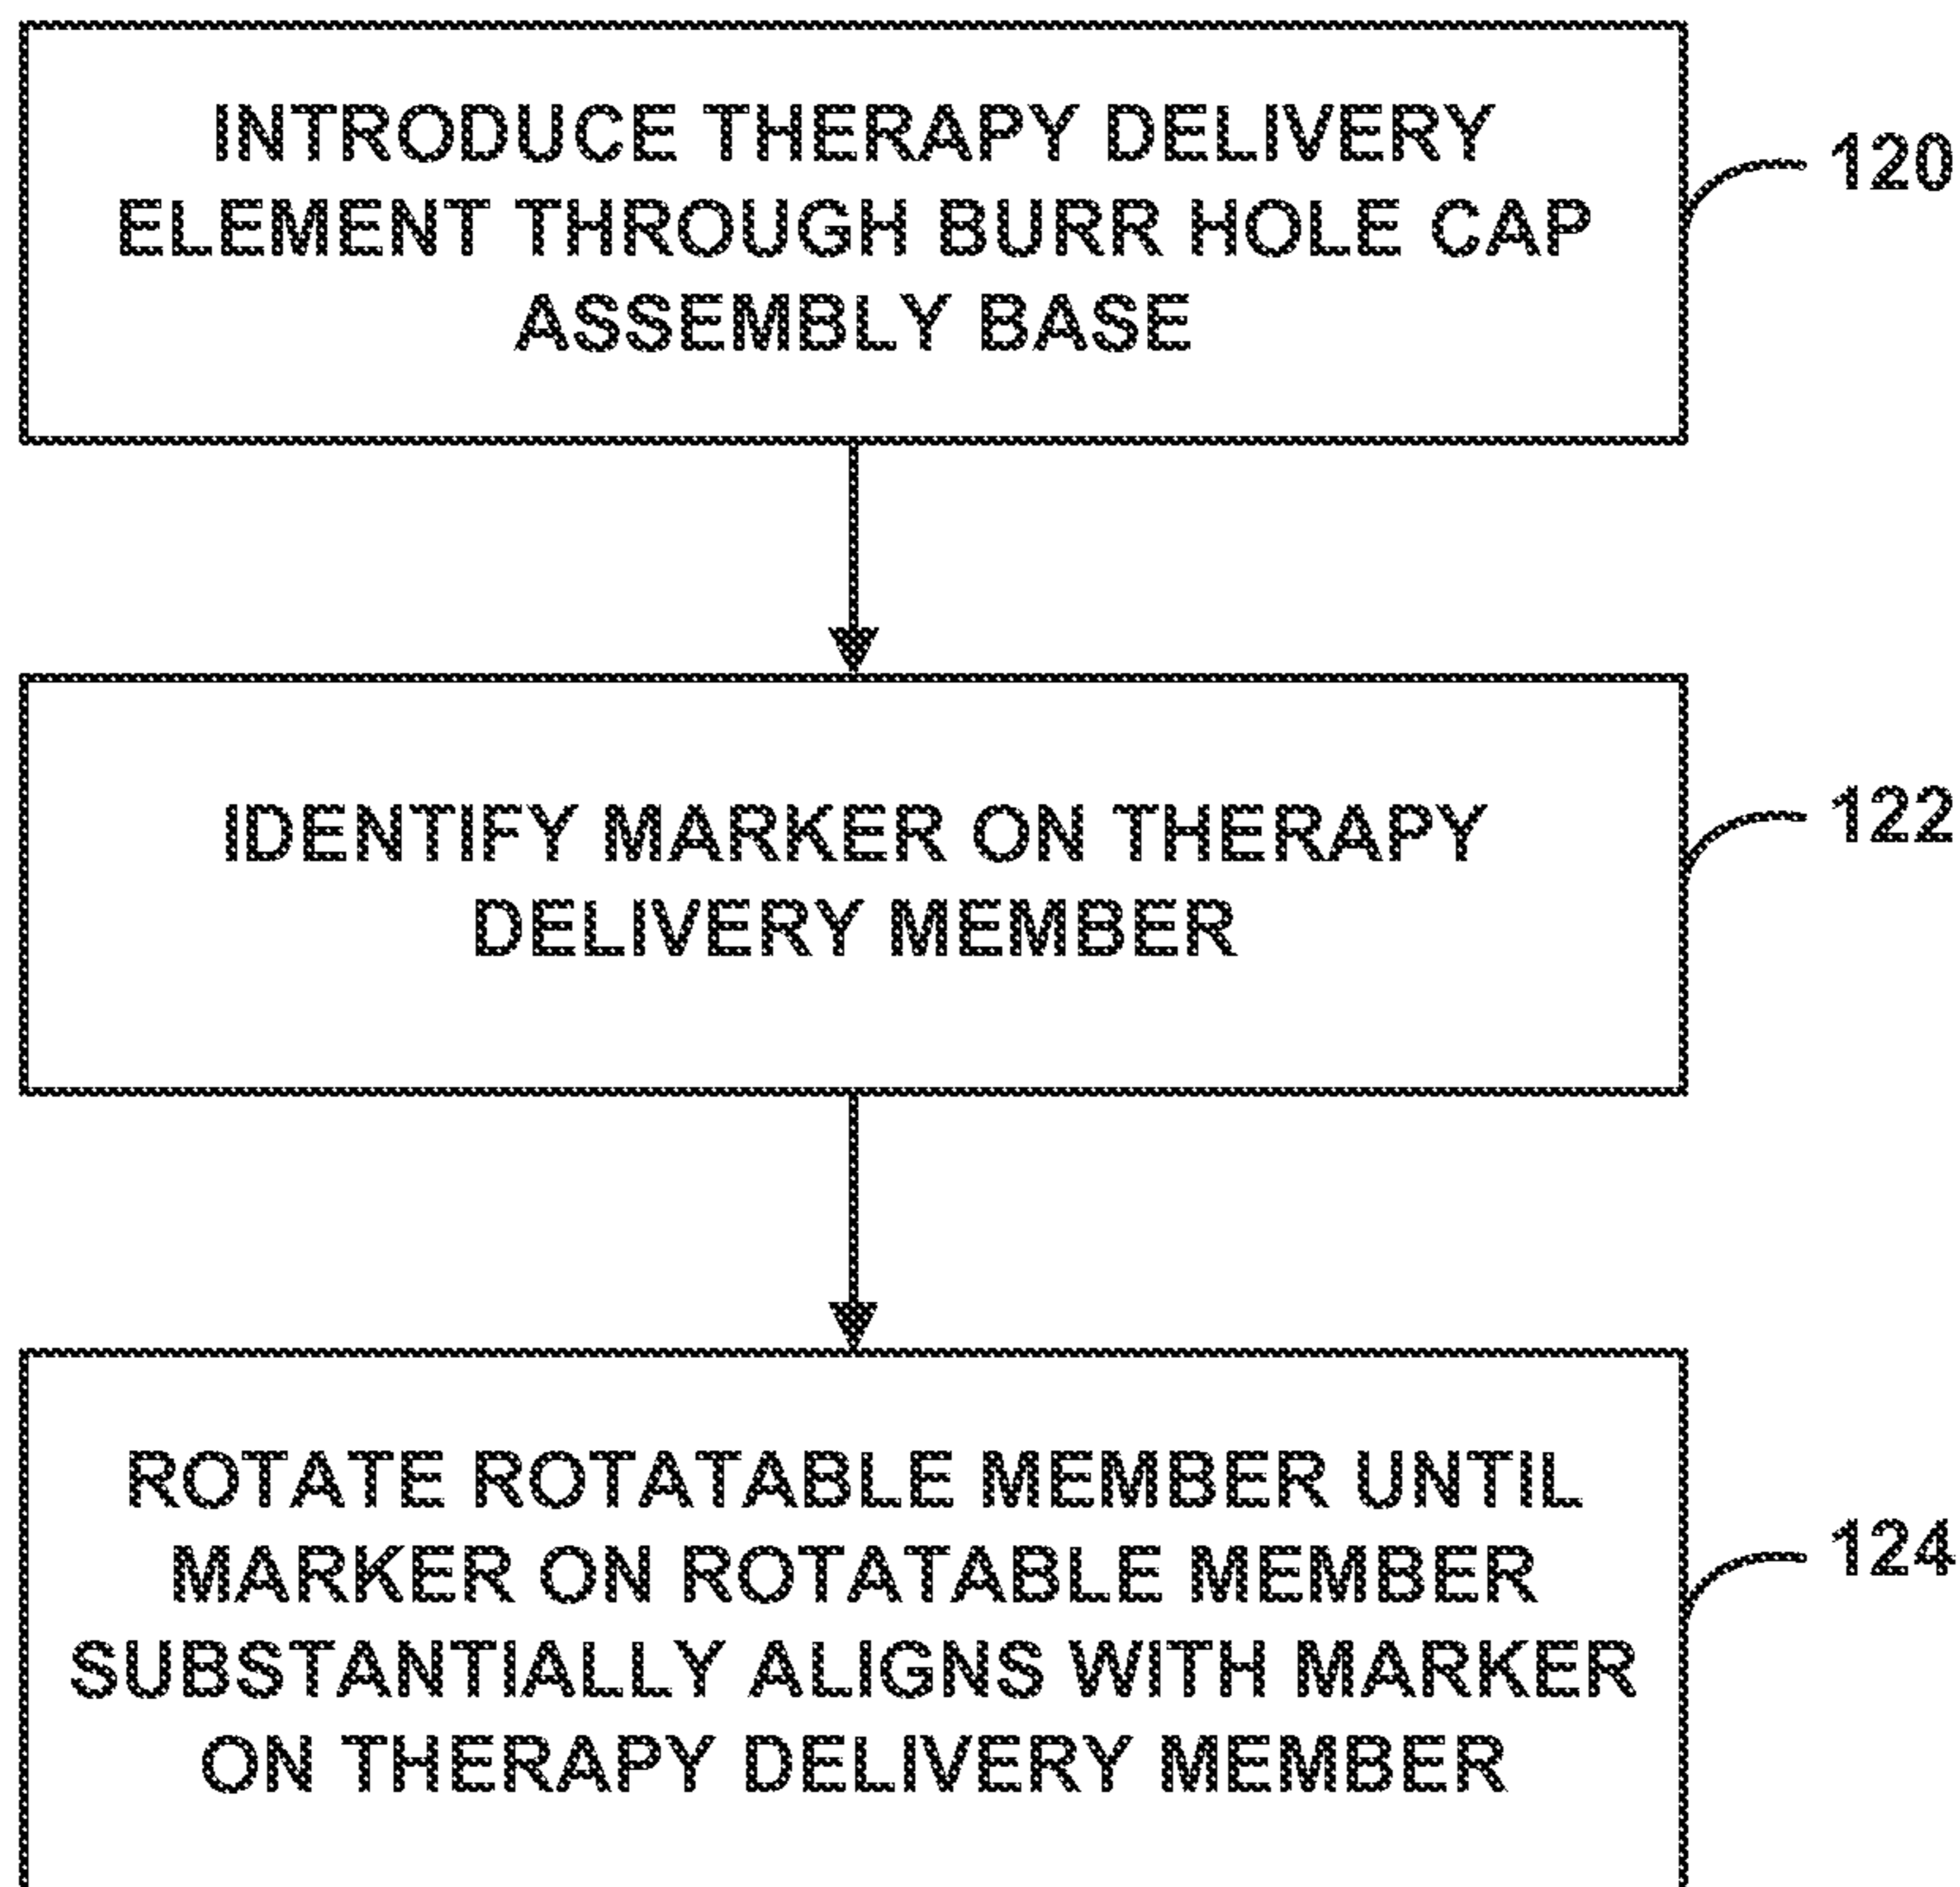 INTRODUCE THERAPY DELIVERY
ELEMENT THROUGH BURR HOLE CAP
ASSEMBLY BASE
120
IDENTIFY MARKER ON THERAPY
DELIVERY MEMBER
122
ROTATE ROTATABLE MEMBER UNTIL
MARKER ON ROTATABLE MEMBER
SUBSTANTIALLY ALIGNS WITH MARKER
ON THERAPY DELIVERY MEMBER
124